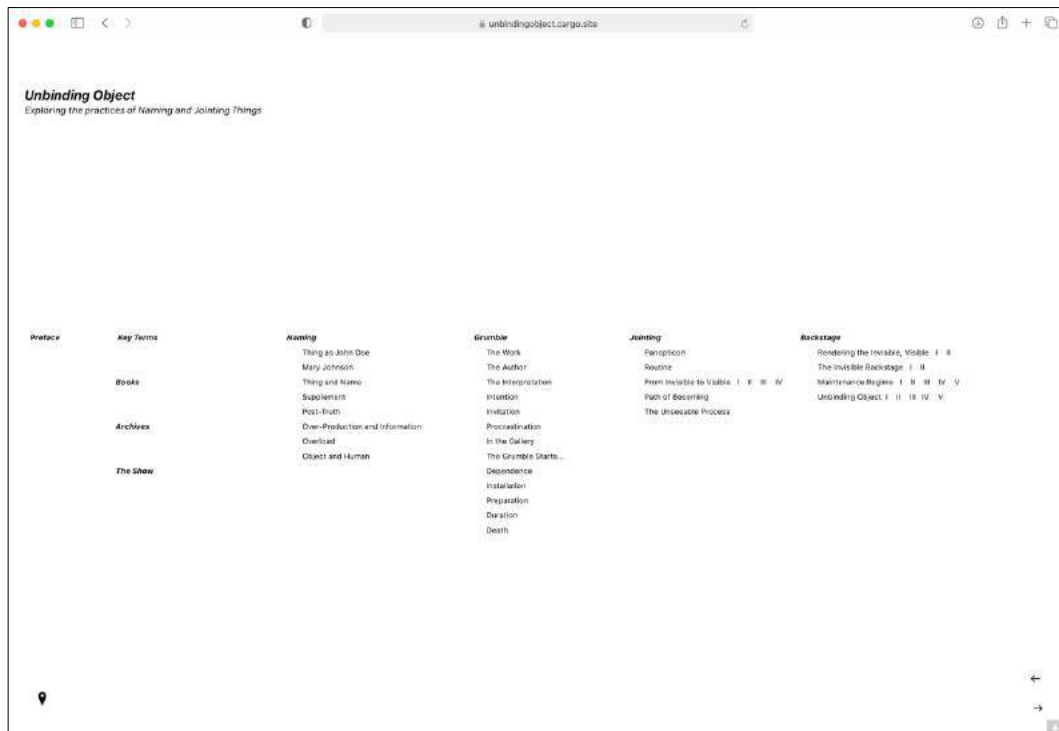 unbindingobject.cargo.site
Unbinding Object
Exploring the practices of Naming and Jointing Things
Preface
Key Terms
Books
Archives
The Show
Naming
Thing as John Doe
Mary Johnson
Thing and Name
Supplement
Post-Truth
Over-Production and Information
Overload
Object and Human
Grumble
The Work
The Author
The Interpretation
Intention
Invitation
Procrastination
In the Gallery
The Grumble Starts...
Dependence
Installation
Preparation
Duration
Death
Jointing
Panopticon
Routine
From Invisible to Visible I II III IV
Path of Becoming
The Unseeable Process
Backstage
Rendering the Invisible, Visible I II
The Invisible Backstage I II
Maintenance Regime I II III IV V
Unbinding Object I II III IV V